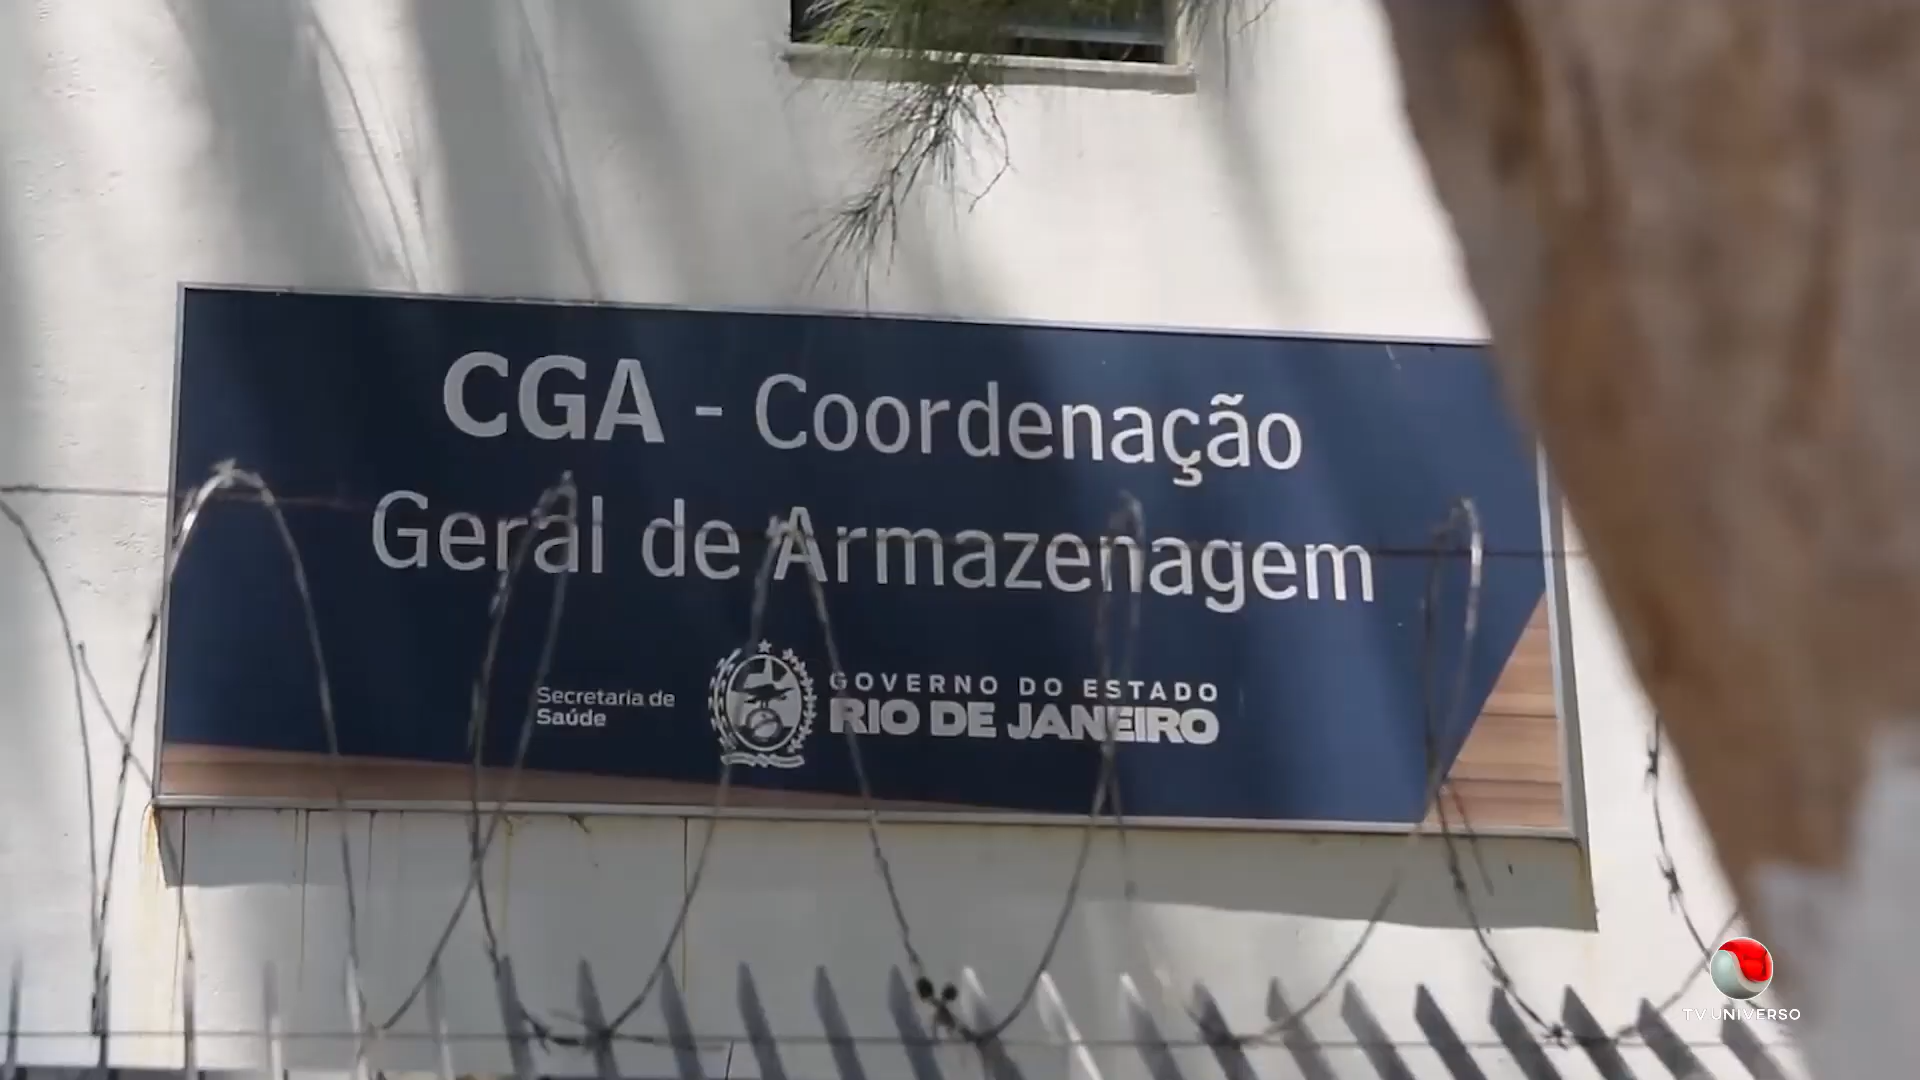 CGA - Coordenação
Geral de Armazenagem
Secretaria de
Saúde
GOVERNO DO ESTADO
RIO DE JANEIRO
TV UNIVERSO